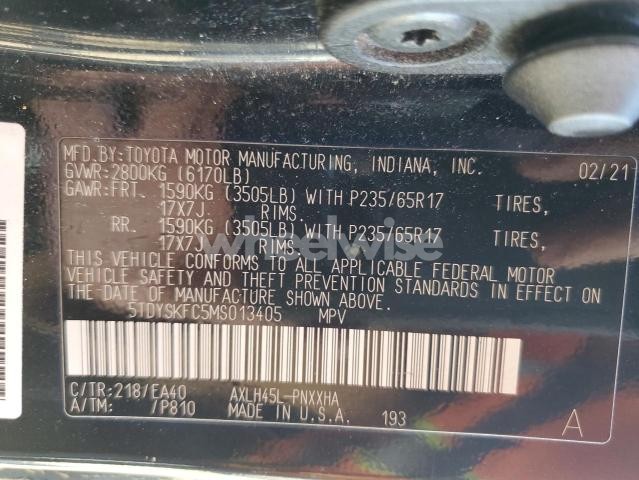 MFD.BY:TOYOTA MOTOR MANUFACTURING, INDIANA, INC. 02/21
GVWR:2800KG (6170LB)
GAWR:FRT. 1590KG (3505LB) WITH P235/65R17 TIRES,
17X7J. RIMS.
RR. 1590KG (3505LB) WITH P235/65R17 TIRES,
17X7J RIMS.
wheelwise
THIS VEHICLE CONFORMS TO ALL APPLICABLE FEDERAL MOTOR
VEHICLE SAFETY AND THEFT PREVENTION STANDARDS IN EFFECT ON
THE DATE OF MANUFACTURE SHOWN ABOVE.
5TDYSKFC5MS013405 MPV
C/TR:218/EA40 AXLH45L-PNXXHA
A/TM: /P810 MADE IN U.S.A. 193 A